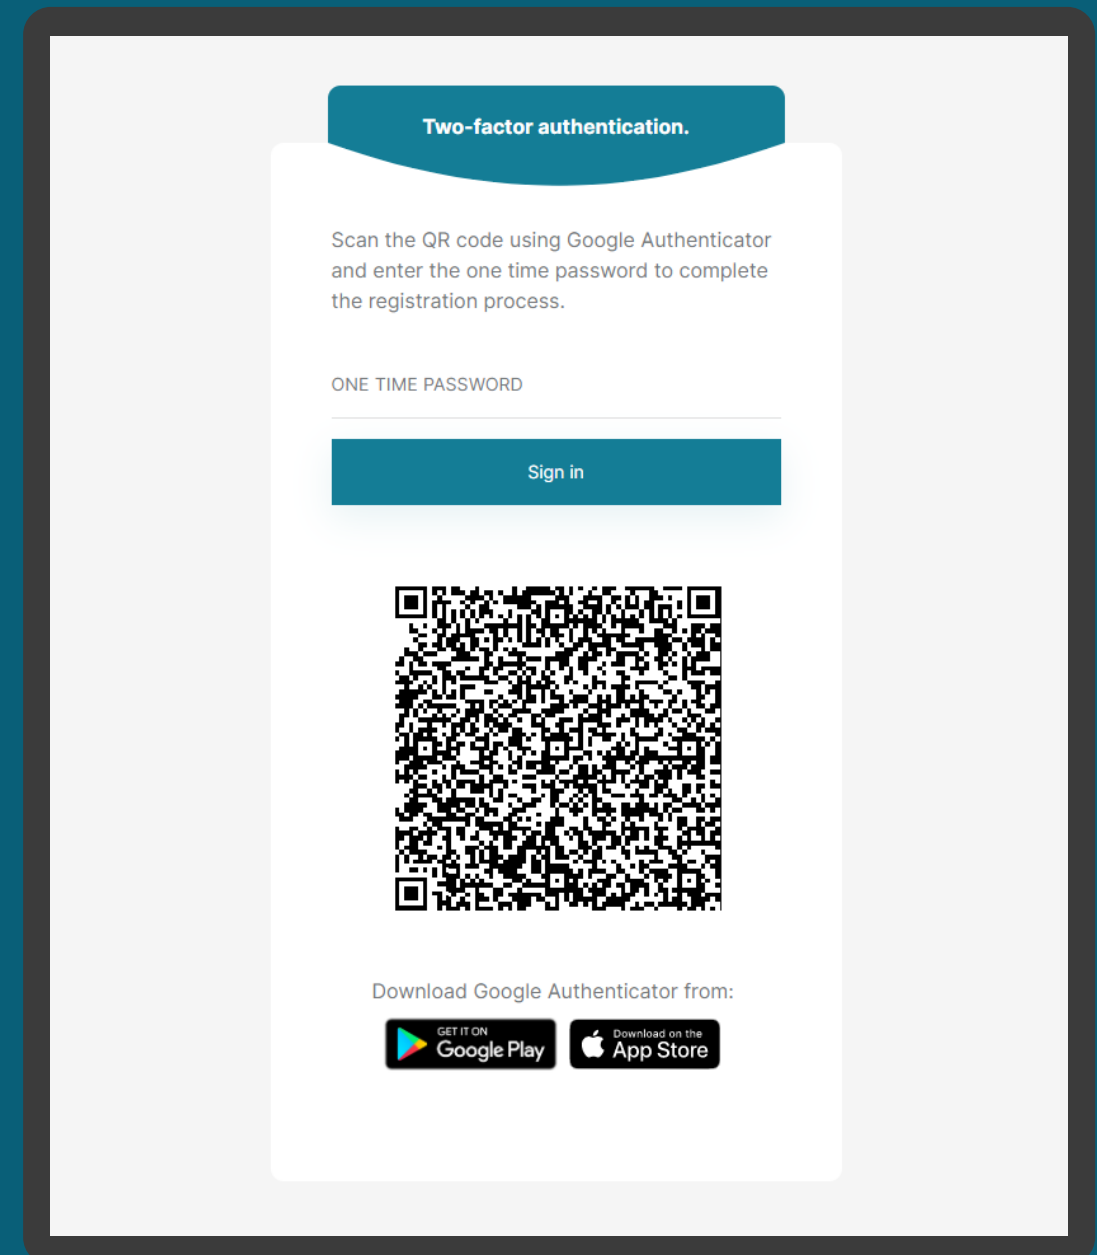 Two-factor authentication.
Scan the QR code using Google Authenticator
and enter the one time password to complete
the registration process.
ONE TIME PASSWORD
Sign in
Download Google Authenticator from:
GET IT ON
Google Play
Download on the
App Store